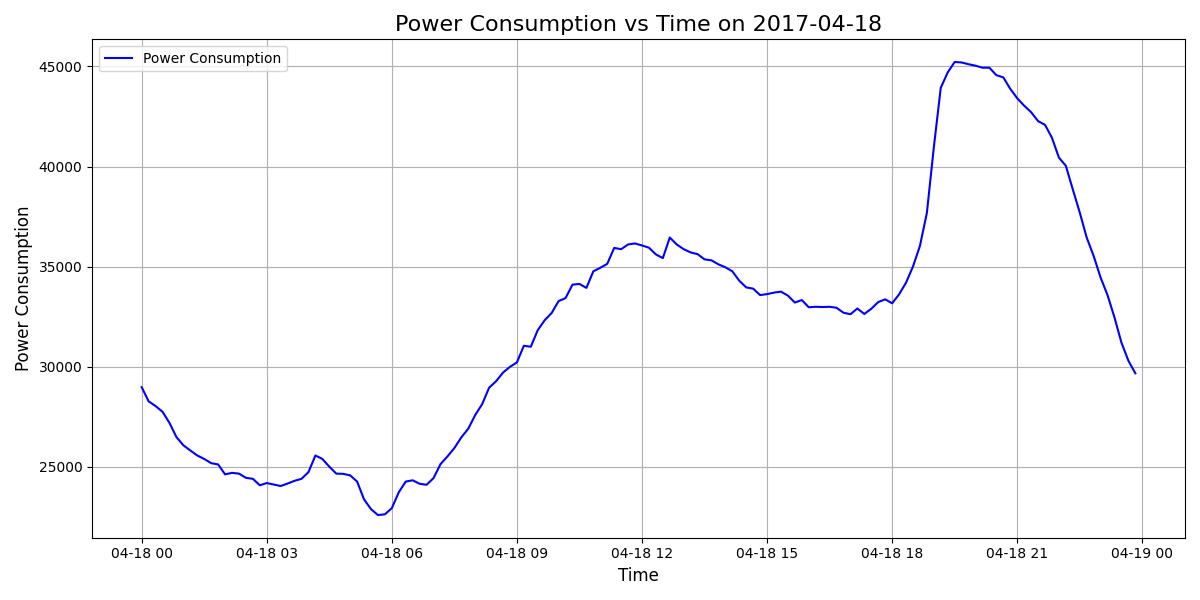 Power Consumption vs Time on 2017-04-18
Power Consumption
45000
40000
35000
30000
25000
Power Consumption
04-18 00 04-18 03 04-18 06 04-18 09 04-18 12 04-18 15 04-18 18 04-18 21 04-19 00
Time